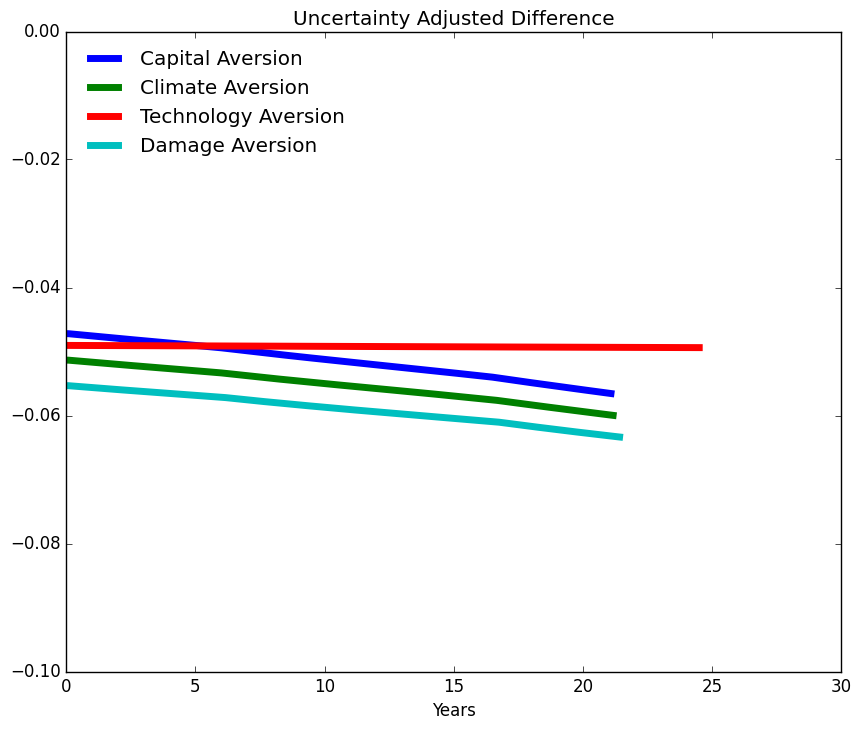 Uncertainty Adjusted Difference
0.00
−0.02
−0.04
−0.06
−0.08
−0.10
Capital Aversion
Climate Aversion
Technology Aversion
Damage Aversion
0 5 10 15 20 25 30
Years